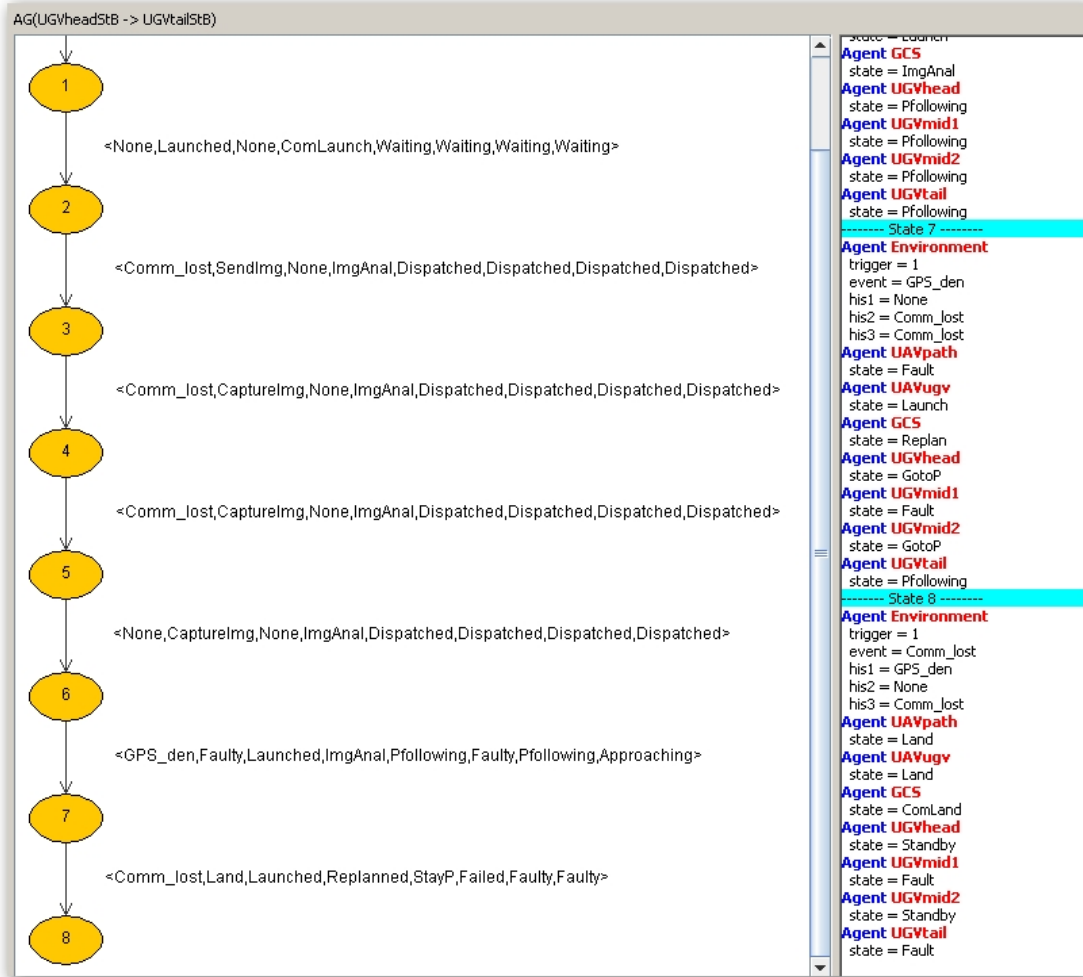 AG(UGVheadStB -> UGVtailStB)
1
<None,Launched,None,ComLaunch,Waiting,Waiting,Waiting,Waiting>
2
<Comm_lost,SendImg,None,ImgAnal,Dispatched,Dispatched,Dispatched,Dispatched>
3
<Comm_lost,CaptureImg,None,ImgAnal,Dispatched,Dispatched,Dispatched,Dispatched>
4
<Comm_lost,CaptureImg,None,ImgAnal,Dispatched,Dispatched,Dispatched,Dispatched>
5
<None,CaptureImg,None,ImgAnal,Dispatched,Dispatched,Dispatched,Dispatched>
6
<GPS_den,Faulty,Launched,ImgAnal,Pfollowing,Faulty,Pfollowing,Approaching>
7
<Comm_lost,Land,Launched,Replanned,StayP,Failed,Faulty,Faulty>
8
state = Launch
Agent GCS
state = ImgAnal
Agent UGVhead
state = Pfollowing
Agent UGVmid1
state = Pfollowing
Agent UGVmid2
state = Pfollowing
Agent UGVtail
state = Pfollowing
-------- State 7 --------
Agent Environment
trigger = 1
event = GPS_den
his1 = None
his2 = Comm_lost
his3 = Comm_lost
Agent UAVpath
state = Fault
Agent UAVugv
state = Launch
Agent GCS
state = Replan
Agent UGVhead
state = GotoP
Agent UGVmid1
state = Fault
Agent UGVmid2
state = GotoP
Agent UGVtail
state = Pfollowing
-------- State 8 --------
Agent Environment
trigger = 1
event = Comm_lost
his1 = GPS_den
his2 = None
his3 = Comm_lost
Agent UAVpath
state = Land
Agent UAVugv
state = Land
Agent GCS
state = ComLand
Agent UGVhead
state = Standby
Agent UGVmid1
state = Fault
Agent UGVmid2
state = Standby
Agent UGVtail
state = Fault